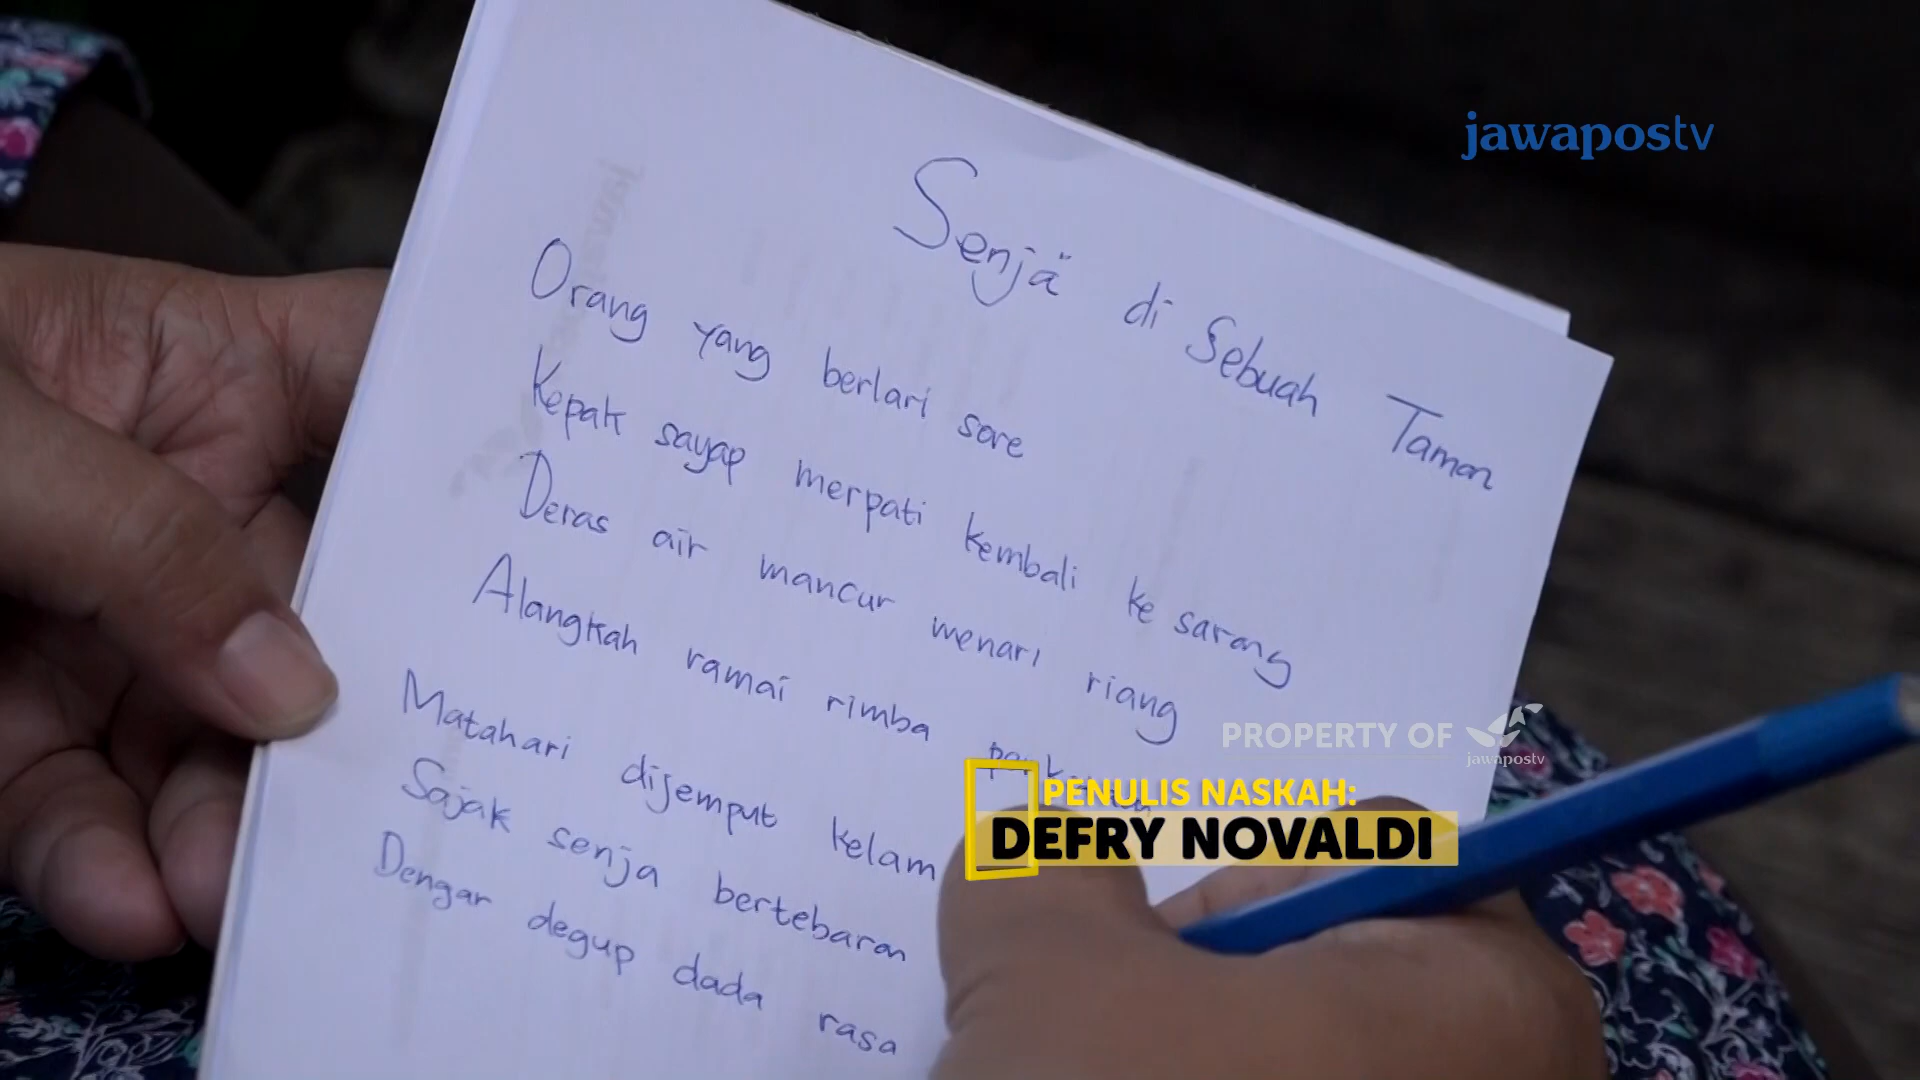 jawapostv
Senja di Sebuah Taman
Orang yang berlari sore
Kepak sayap merpati kembali ke sarang
Deras air mancur menari riang
Alangkah ramai rimba
Matahari dijemput kelam
Sajak senja bertebaran
Dengar degup dada rasa
PROPERTY OF jawapostv
PENULIS NASKAH:
DEFRY NOVALDI